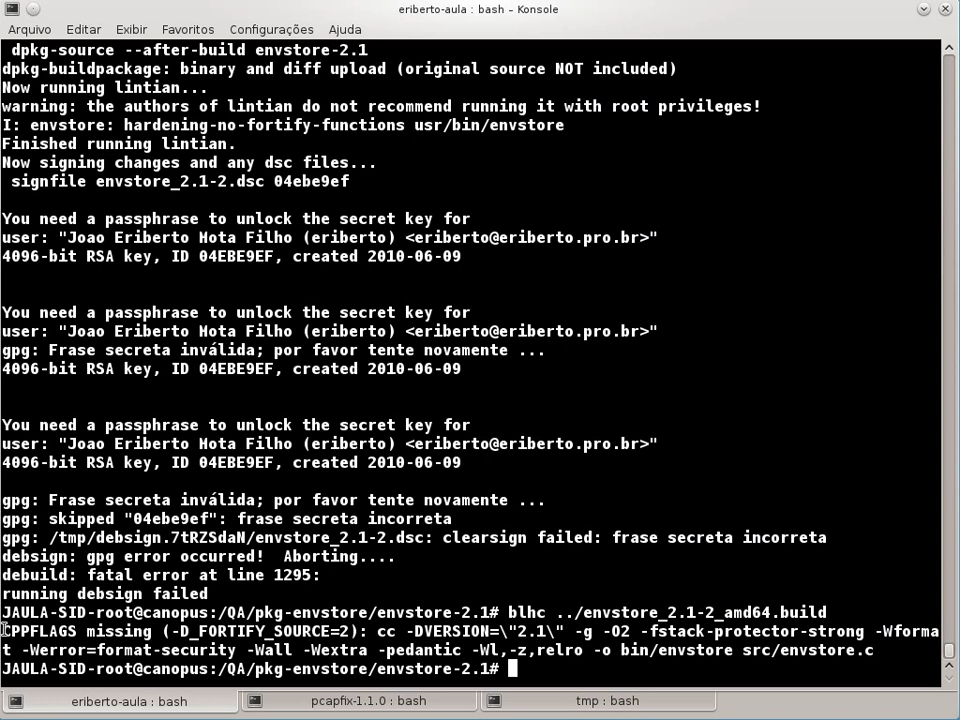 eriberto-aula : bash – Konsole
Arquivo Editar Exibir Favoritos Configurações Ajuda
dpkg-source --after-build envstore-2.1
dpkg-buildpackage: binary and diff upload (original source NOT included)
Now running lintian...
warning: the authors of lintian do not recommend running it with root privileges!
I: envstore: hardening-no-fortify-functions usr/bin/envstore
Finished running lintian.
Now signing changes and any dsc files...
signfile envstore_2.1-2.dsc 04ebe9ef
You need a passphrase to unlock the secret key for
user: "Joao Eriberto Mota Filho (eriberto) <eriberto@eriberto.pro.br>"
4096-bit RSA key, ID 04EBE9EF, created 2010-06-09
You need a passphrase to unlock the secret key for
user: "Joao Eriberto Mota Filho (eriberto) <eriberto@eriberto.pro.br>"
gpg: Frase secreta inválida; por favor tente novamente ...
4096-bit RSA key, ID 04EBE9EF, created 2010-06-09
You need a passphrase to unlock the secret key for
user: "Joao Eriberto Mota Filho (eriberto) <eriberto@eriberto.pro.br>"
4096-bit RSA key, ID 04EBE9EF, created 2010-06-09
gpg: Frase secreta inválida; por favor tente novamente ...
gpg: skipped "04ebe9ef": frase secreta incorreta
gpg: /tmp/debsign.7tRZSdaN/envstore_2.1-2.dsc: clearsign failed: frase secreta incorreta
debsign: gpg error occurred!  Aborting....
debuild: fatal error at line 1295:
running debsign failed
JAULA-SID-root@canopus:/QA/pkg-envstore/envstore-2.1# blhc ../envstore_2.1-2_amd64.build
CPPFLAGS missing (-D_FORTIFY_SOURCE=2): cc -DVERSION=\"2.1\" -g -O2 -fstack-protector-strong -Wforma
t -Werror=format-security -Wall -Wextra -pedantic -Wl,-z,relro -o bin/envstore src/envstore.c
JAULA-SID-root@canopus:/QA/pkg-envstore/envstore-2.1#
eriberto-aula : bash pcapfix-1.1.0 : bash tmp : bash